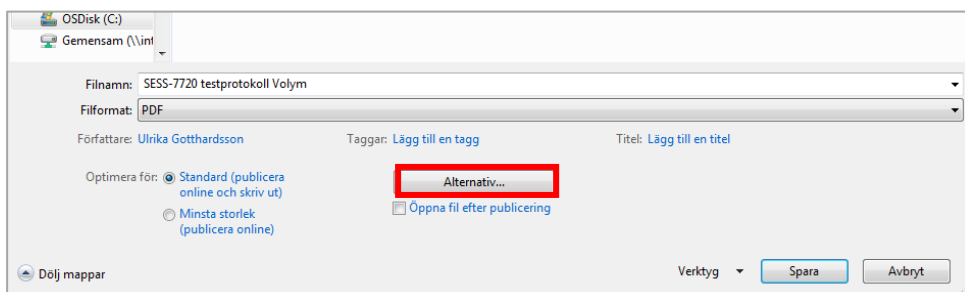 OSDisk (C:)
Gemensam (\\int
Filnamn: SESS-7720 testprotokoll Volym
Filformat: PDF
Författare: Ulrika Gotthardsson Taggar: Lägg till en tagg Titel: Lägg till en titel
Optimera för: Standard (publicera
online och skriv ut)
Minsta storlek
(publicera online)
Alternativ...
Öppna fil efter publicering
Dölj mappar
Verktyg Spara Avbryt